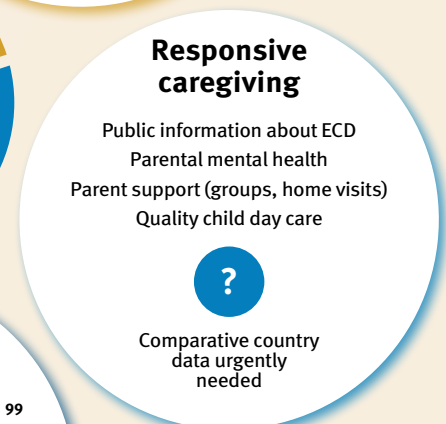 Responsive
caregiving
Public information about ECD
Parental mental health
Parent support (groups, home visits)
Quality child day care
?
Comparative country
data urgently
needed
99